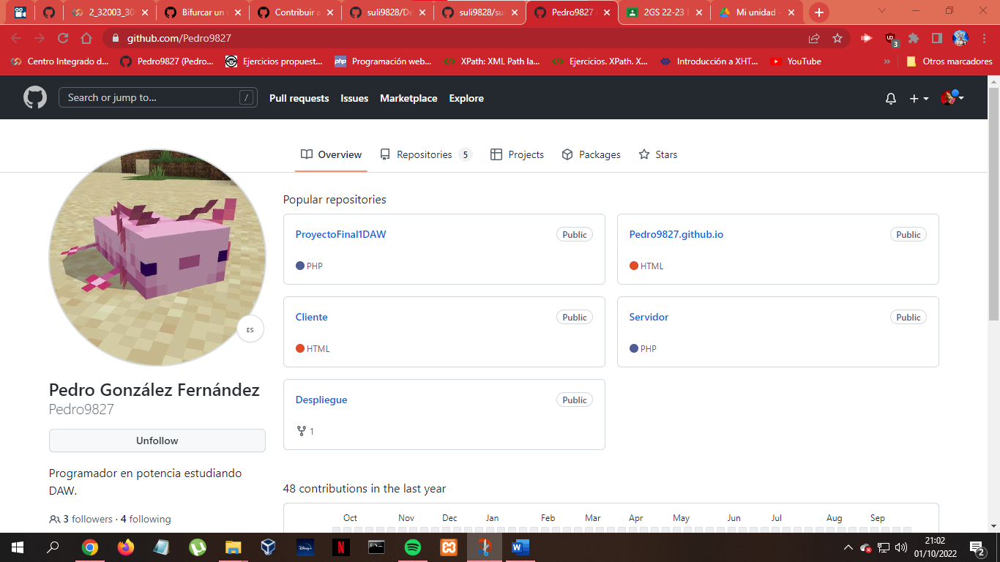 2_32003_30
Bifurcar un
Contribuir a
suli9828/De
suli9828/su
Pedro9827
2GS 22-23
Mi unidad -
github.com/Pedro9827
3
Centro Integrado d...
Pedro9827 (Pedro...
Ejercicios propuest...
php
Programación web...
XPath: XML Path la...
Ejercicios. XPath. X...
Introducción a XHT...
YouTube
»
Otros marcadores
Search or jump to...
/
Pull requests
Issues
Marketplace
Explore
Overview
Repositories 5
Projects
Packages
Stars
Popular repositories
ProyectoFinal1DAW
Public
PHP
Pedro9827.github.io
Public
HTML
Cliente
Public
HTML
Servidor
Public
PHP
Despliegue
Public
1
ES
Pedro González Fernández
Pedro9827
Unfollow
Programador en potencia estudiando
DAW.
3 followers · 4 following
48 contributions in the last year
Oct Nov Dec Jan Feb Mar Apr May Jun Jul Aug Sep
21:02
01/10/2022
2